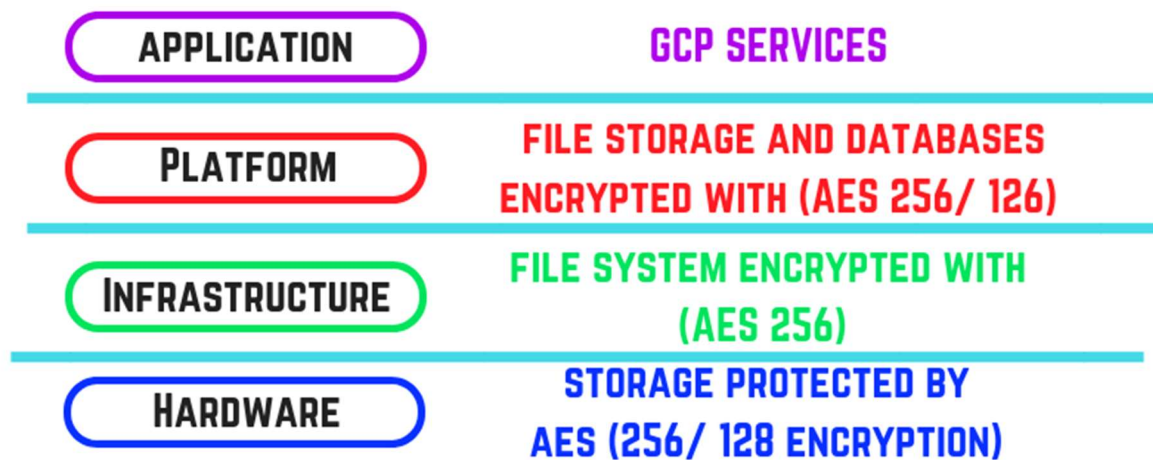 APPLICATION
GCP SERVICES
PLATFORM
FILE STORAGE AND DATABASES
ENCRYPTED WITH (AES 256/ 126)
INFRASTRUCTURE
FILE SYSTEM ENCRYPTED WITH
(AES 256)
HARDWARE
STORAGE PROTECTED BY
AES (256/ 128 ENCRYPTION)